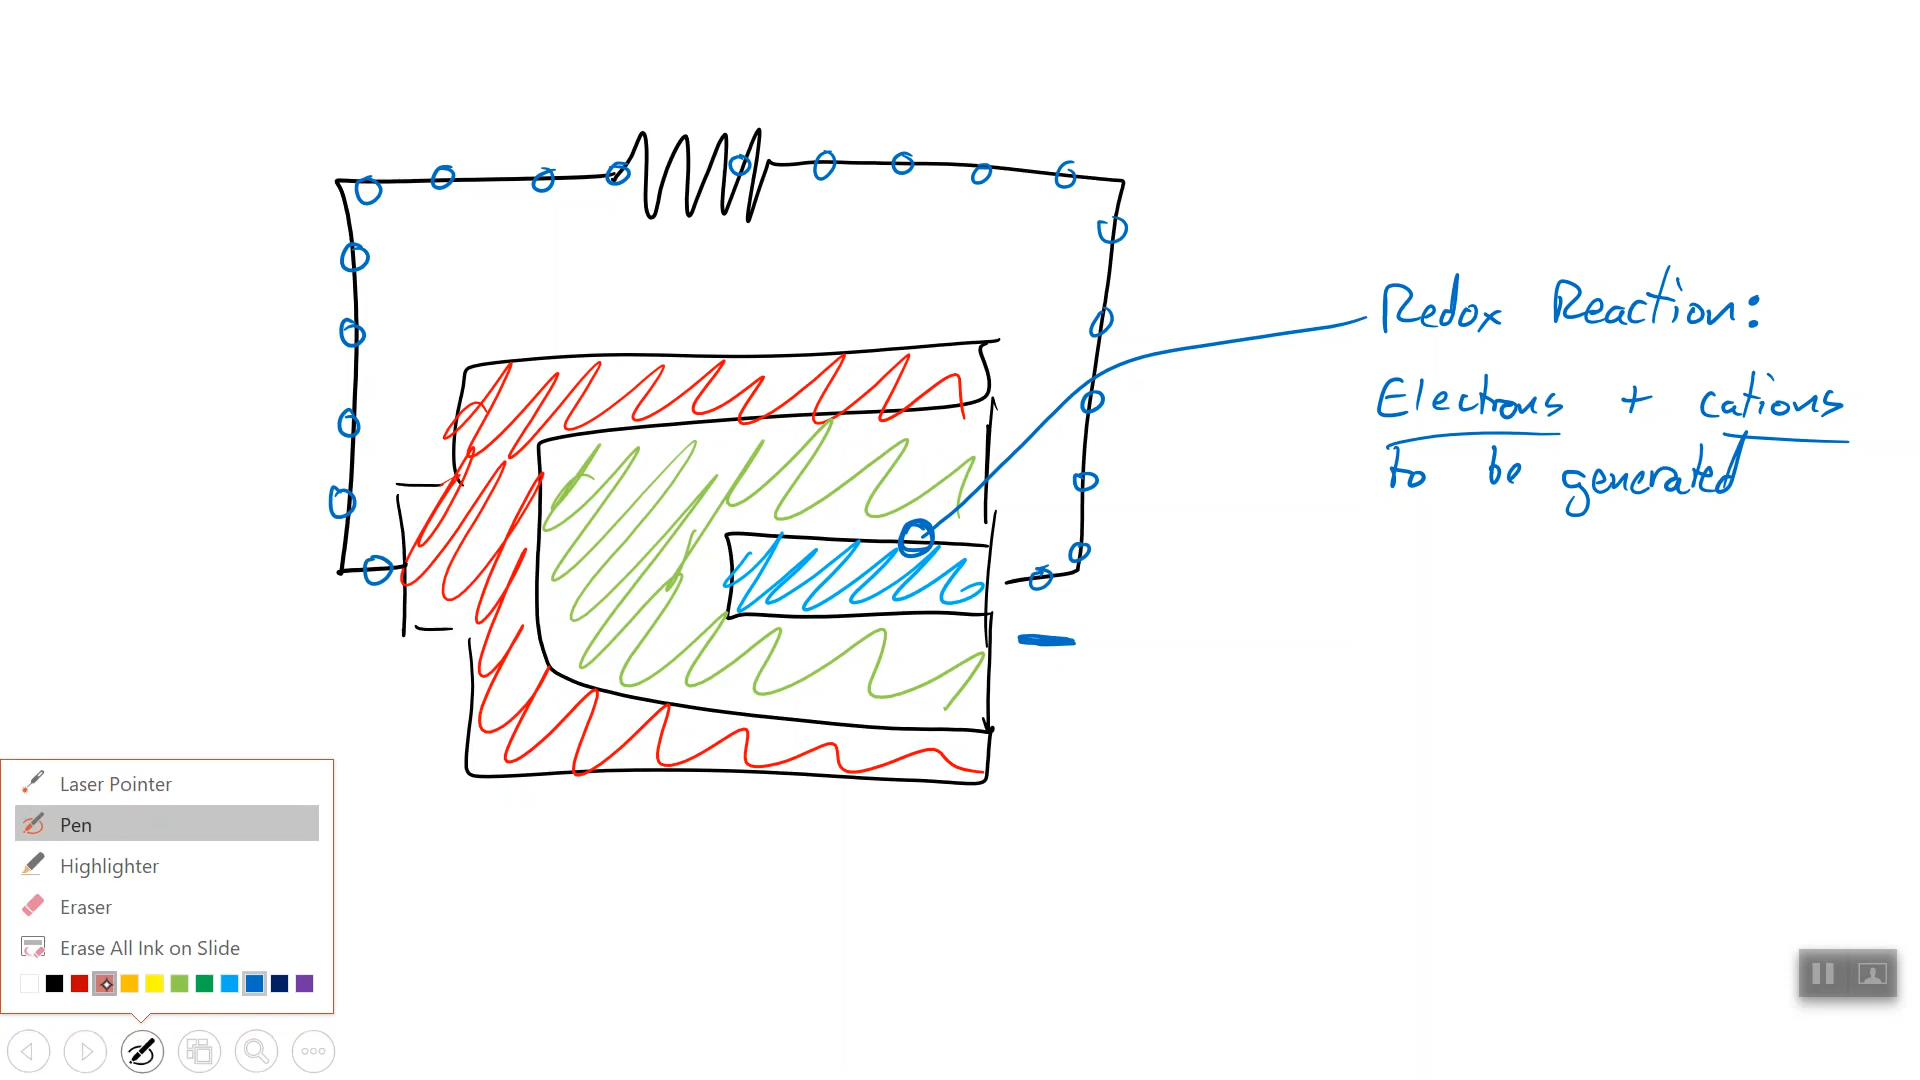 Redox Reaction:
Electrons + cations
to be generated
Laser Pointer
Pen
Highlighter
Eraser
Erase All Ink on Slide